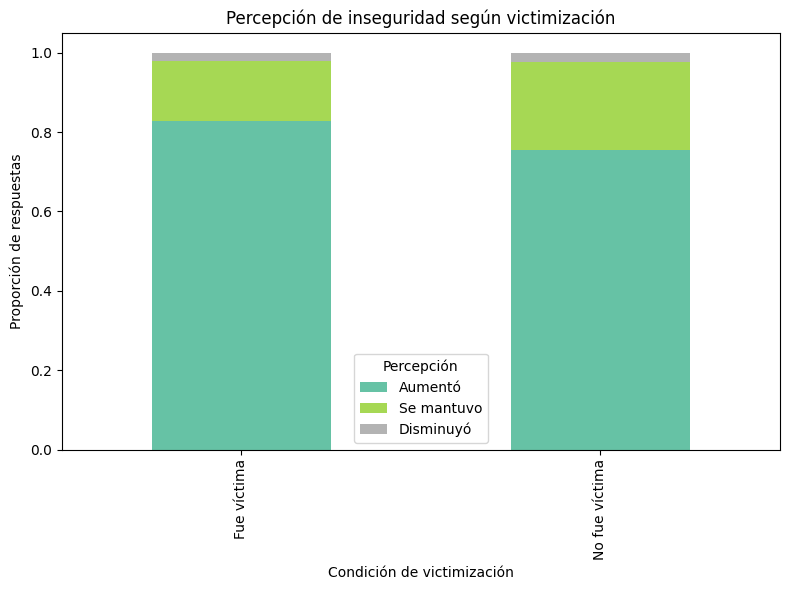 Percepción de inseguridad según victimización
Proporción de respuestas
1.0
0.8
0.6
0.4
0.2
0.0
Percepción
Aumentó
Se mantuvo
Disminuyó
Fue víctima
No fue víctima
Condición de victimización